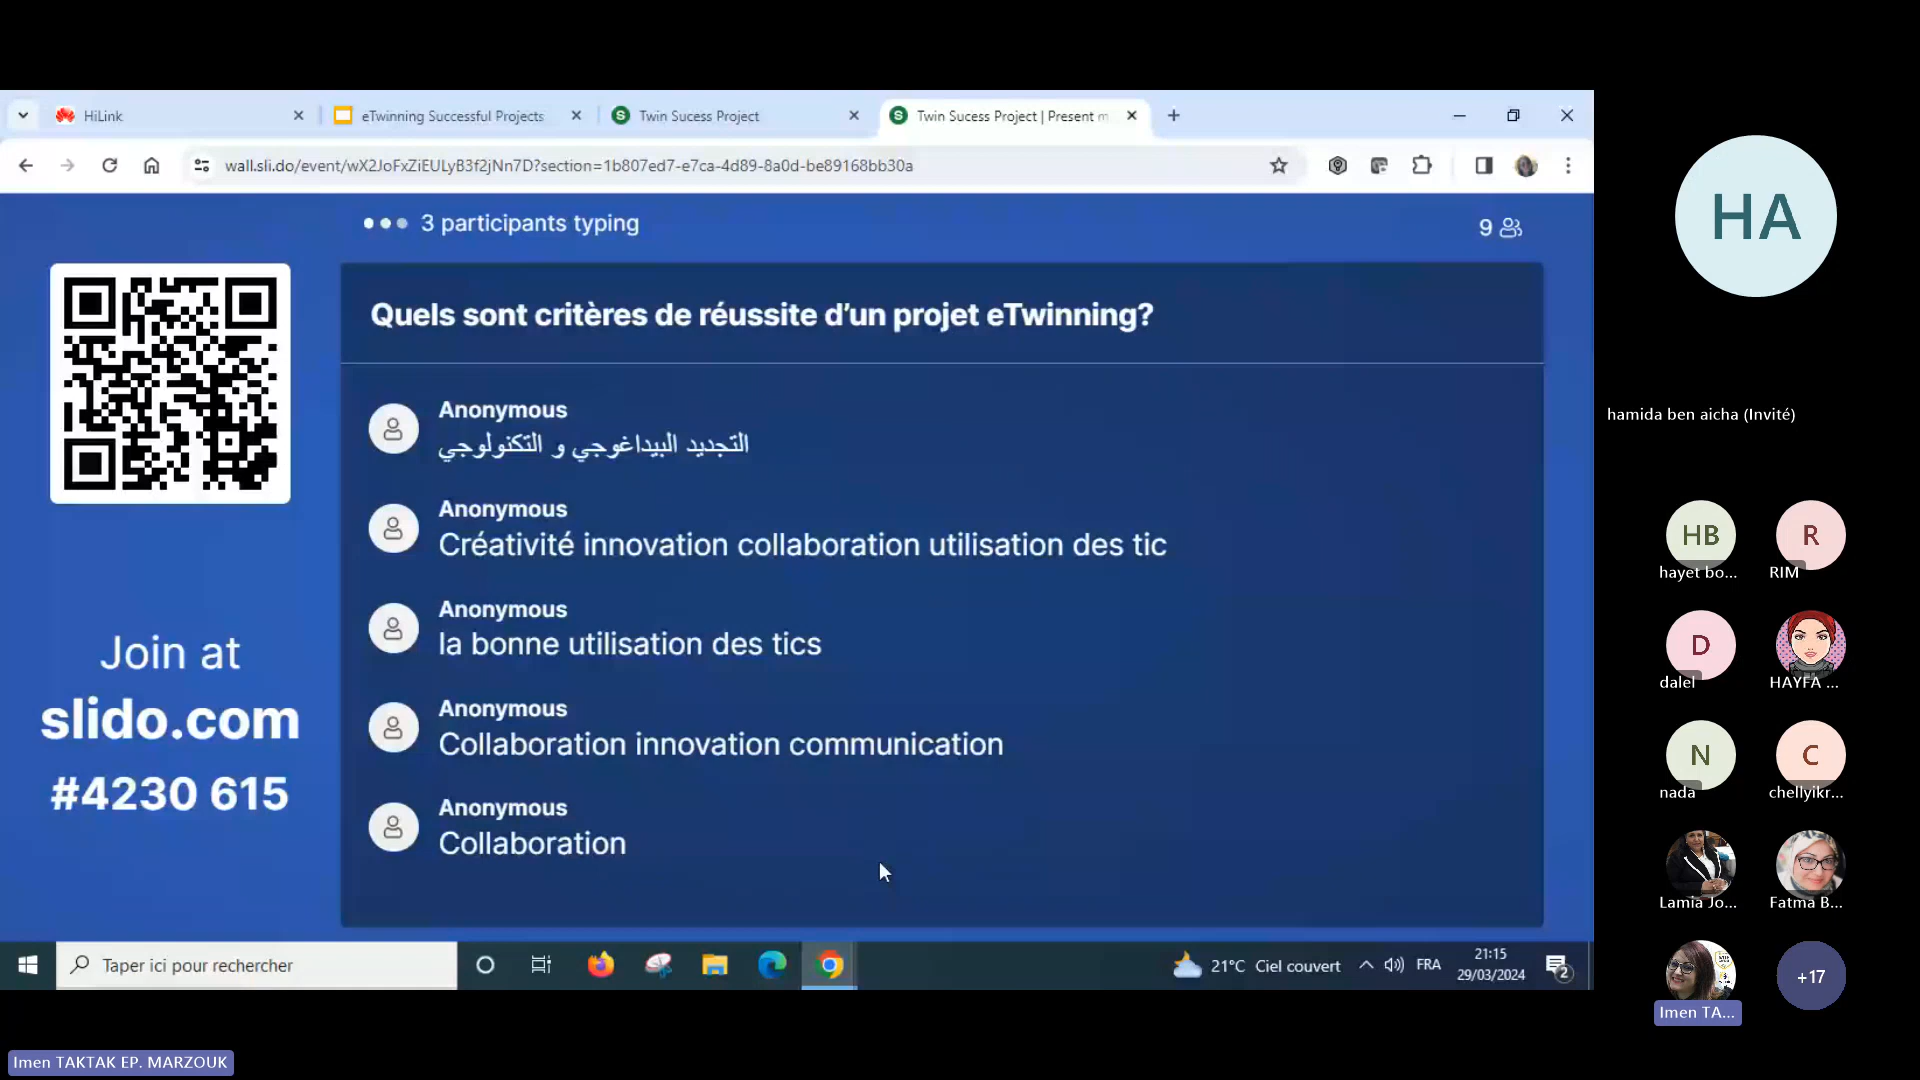 HiLink
eTwinning Successful Projects
Twin Sucess Project
Twin Sucess Project | Present m
wall.sli.do/event/wX2JoFxZiEULyB3f2jNn7D?section=1b807ed7-e7ca-4d89-8a0d-be89168bb30a
3 participants typing
9
Quels sont critères de réussite d’un projet eTwinning?
Anonymous
التجديد البيداغوجي و التكنولوجي
Anonymous
Créativité innovation collaboration utilisation des tic
Anonymous
la bonne utilisation des tics
Anonymous
Collaboration innovation communication
Anonymous
Collaboration
Join at
slido.com
#4230 615
Taper ici pour rechercher
21°C Ciel couvert
FRA
21:15
29/03/2024
2
HA
hamida ben aicha (Invité)
HB
hayet bo...
R
RIM
D
dalel
HAYFA ...
N
nada
C
chellyikr...
Lamia Jo...
Fatma B...
Imen TA...
+17
Imen TAKTAK EP. MARZOUK